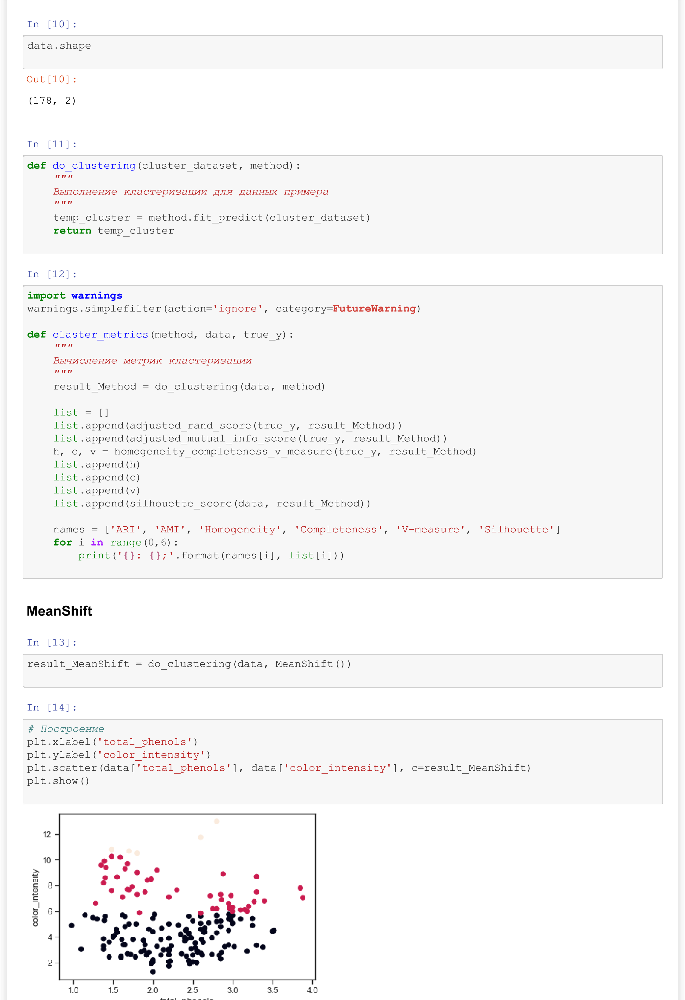 In [10]:
data.shape
Out[10]:
(178, 2)
In [11]:
def do_clustering(cluster_dataset, method):
    """
    Выполнение кластеризации для данных примера
    """
    temp_cluster = method.fit_predict(cluster_dataset)
    return temp_cluster
In [12]:
import warnings
warnings.simplefilter(action='ignore', category=FutureWarning)
def claster_metrics(method, data, true_y):
    """
    Вычисление метрик кластеризации
    """
    result_Method = do_clustering(data, method)
    list = []
    list.append(adjusted_rand_score(true_y, result_Method))
    list.append(adjusted_mutual_info_score(true_y, result_Method))
    h, c, v = homogeneity_completeness_v_measure(true_y, result_Method)
    list.append(h)
    list.append(c)
    list.append(v)
    list.append(silhouette_score(data, result_Method))
    names = ['ARI', 'AMI', 'Homogeneity', 'Completeness', 'V-measure', 'Silhouette']
    for i in range(0,6):
        print('{}: {};'.format(names[i], list[i]))
MeanShift
In [13]:
result_MeanShift = do_clustering(data, MeanShift())
In [14]:
# Построение
plt.xlabel('total_phenols')
plt.ylabel('color_intensity')
plt.scatter(data['total_phenols'], data['color_intensity'], c=result_MeanShift)
plt.show()
color_intensity
12
10
8
6
4
2
1.0 1.5 2.0 2.5 3.0 3.5 4.0